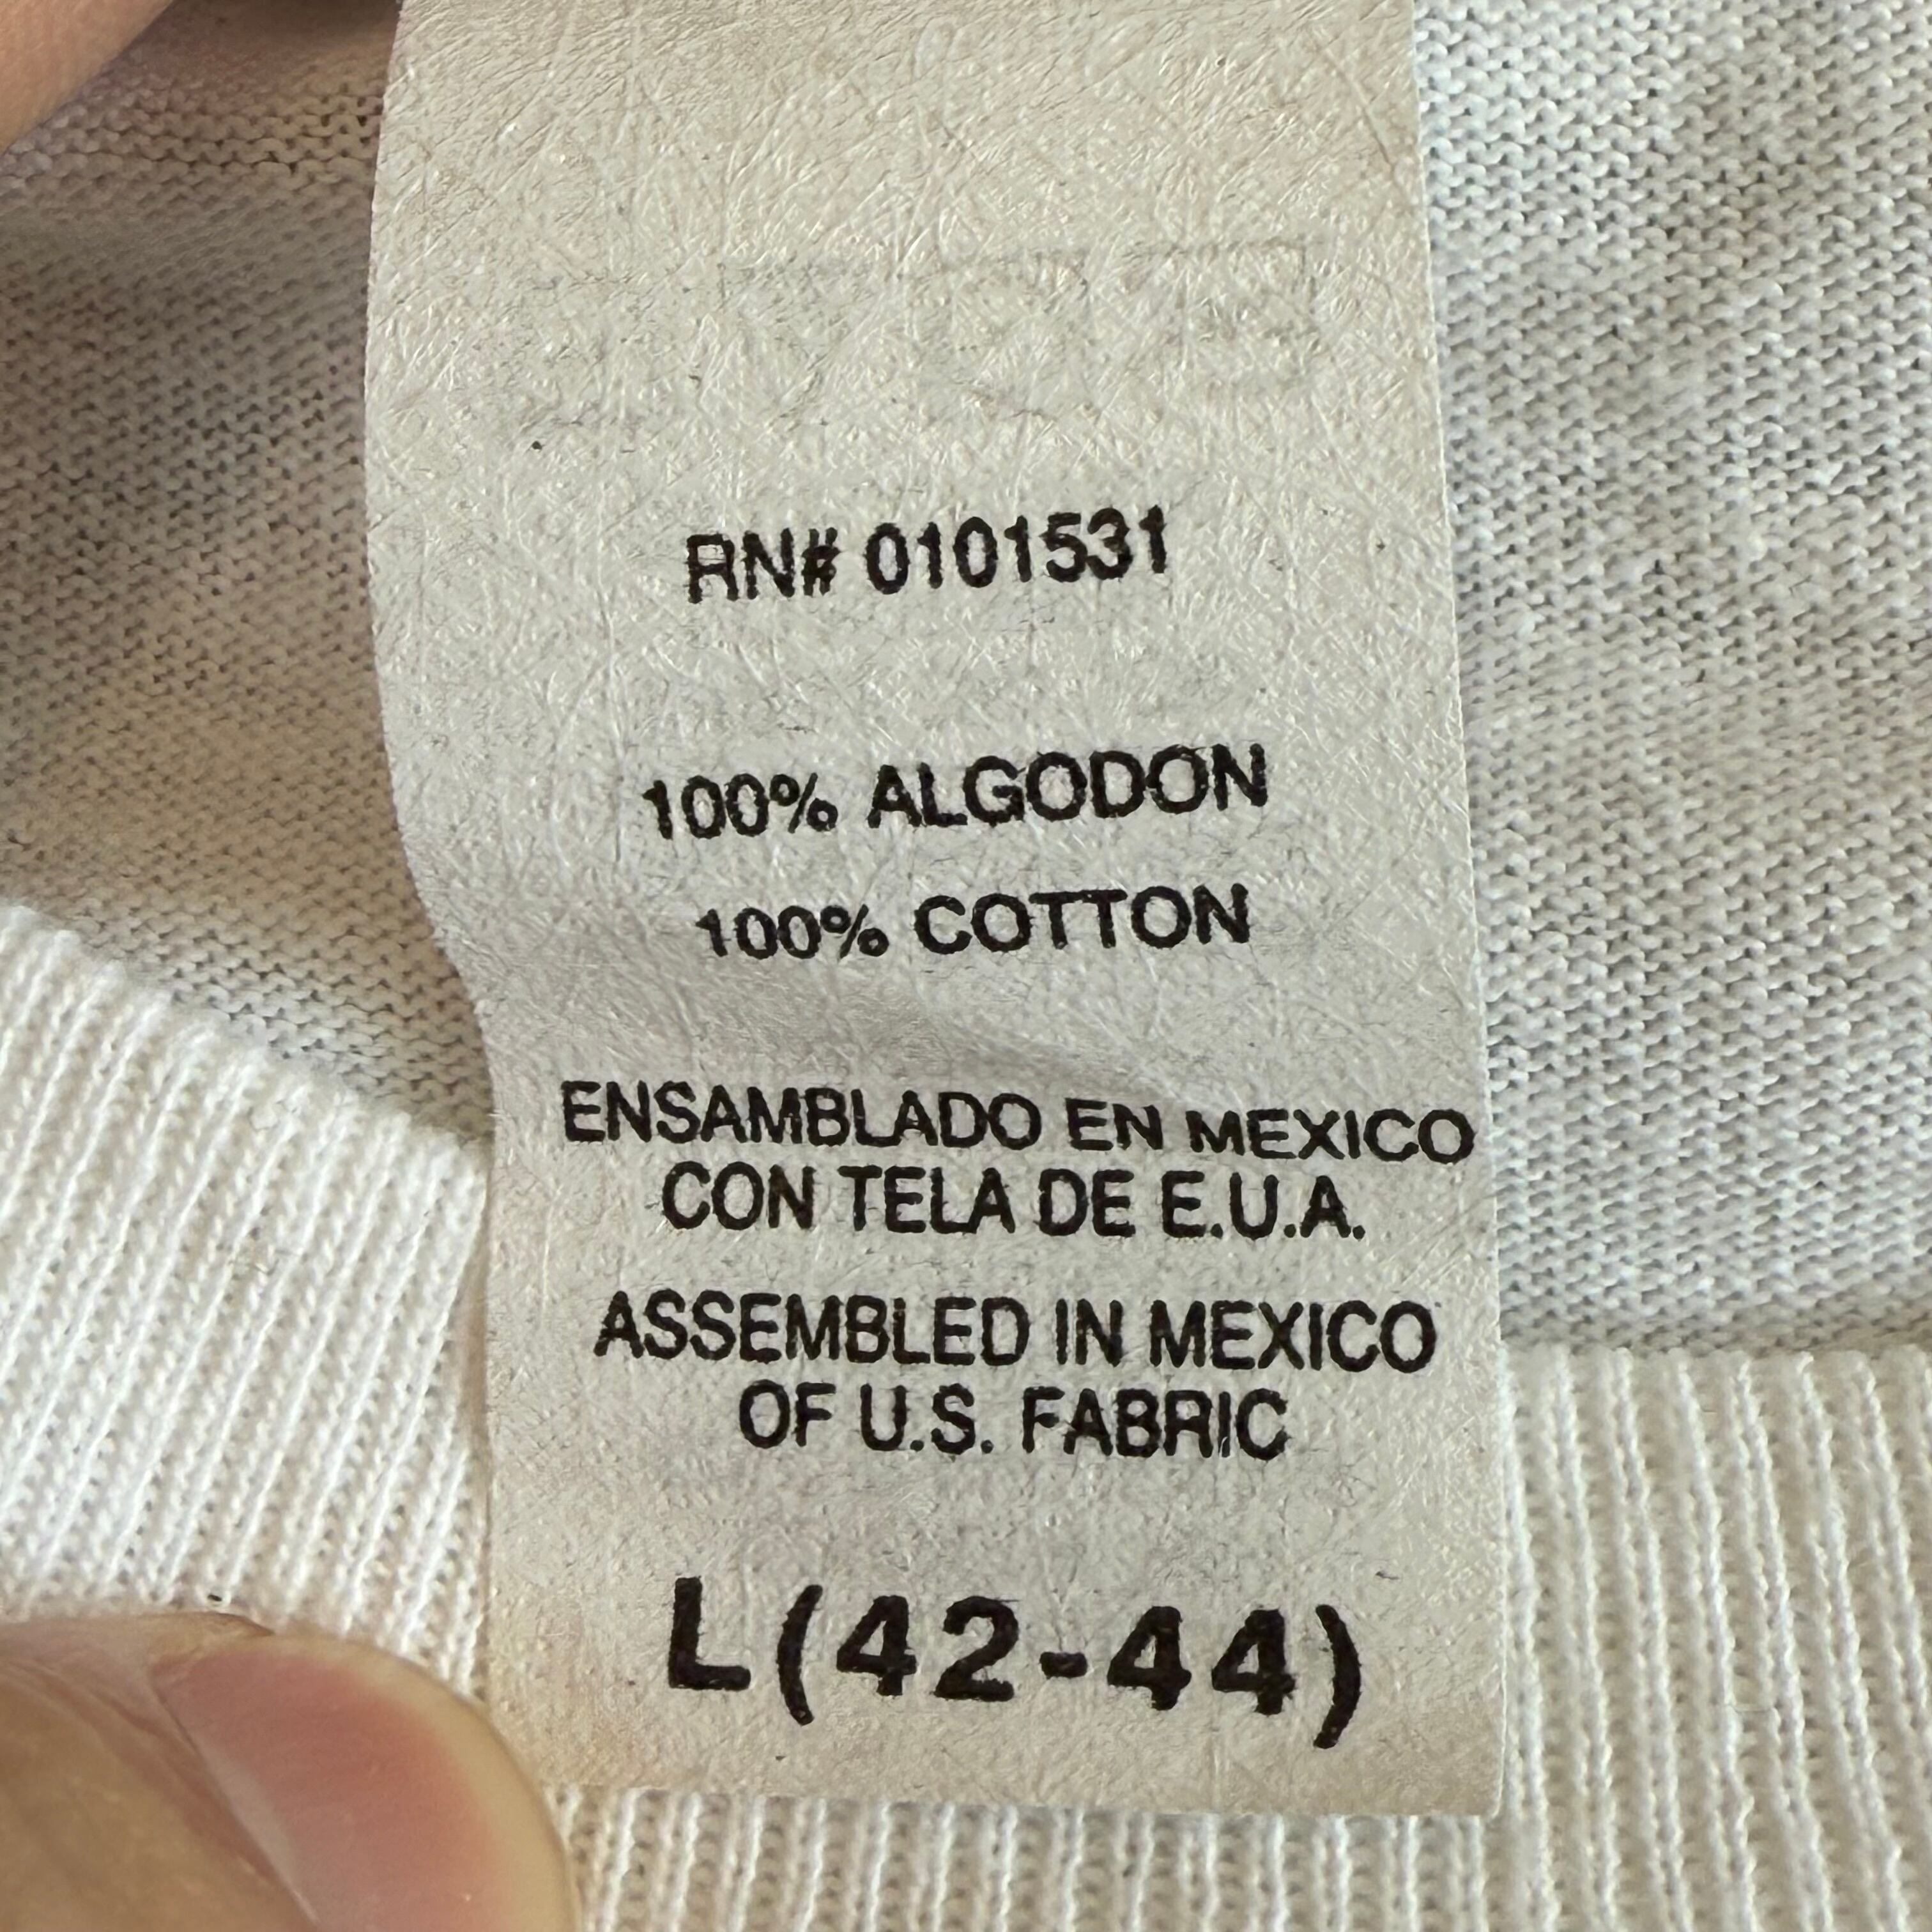 RN# 0101531
100% ALGODON
100% COTTON
ENSAMBLADO EN MEXICO
CON TELA DE E.U.A.
ASSEMBLED IN MEXICO
OF U.S. FABRIC
L(42-44)